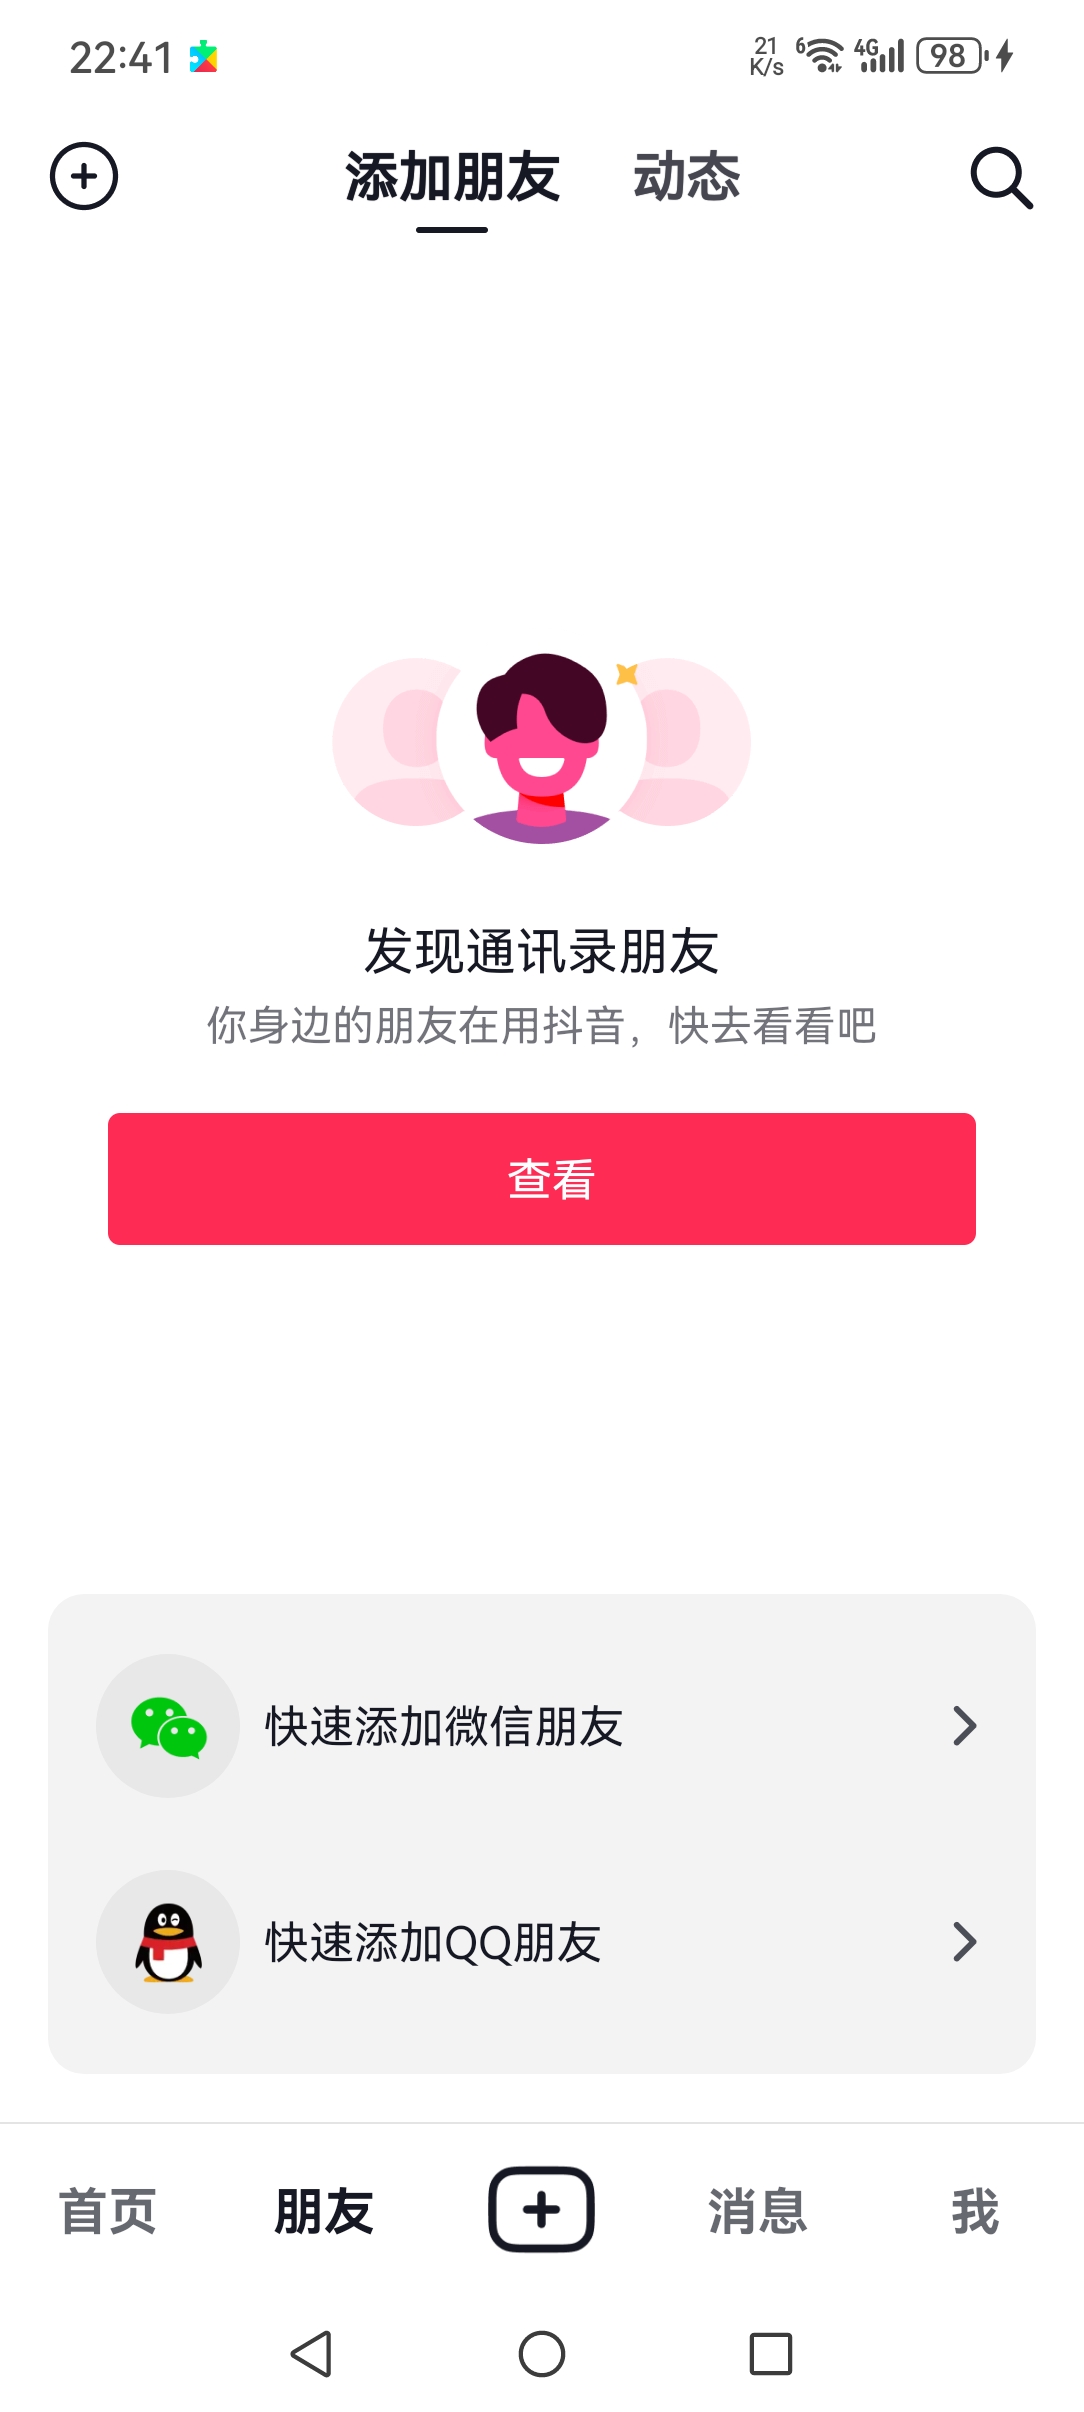 22:41
21 K/s
6
4G
98
添加朋友 动态
发现通讯录朋友
你身边的朋友在用抖音，快去看看吧
查看
快速添加微信朋友
快速添加QQ朋友
首页 朋友 消息 我